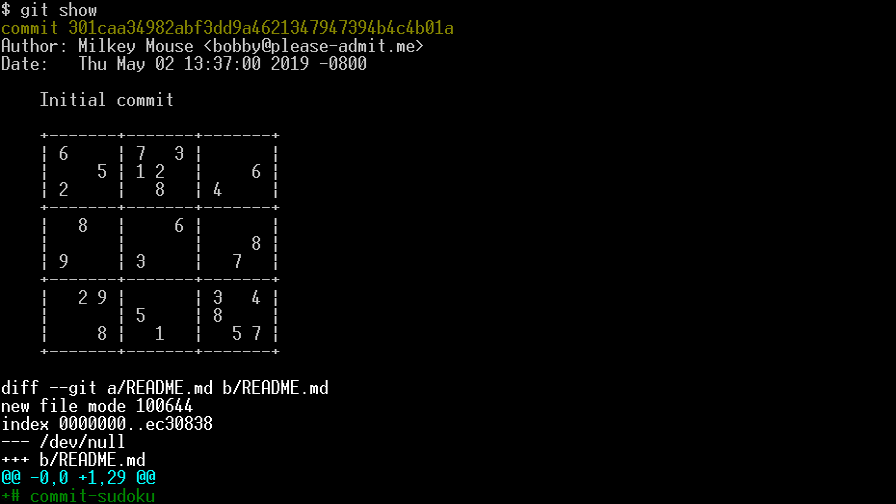 $ git show
commit 301caa34982abf3dd9a4621347947394b4c4b01a
Author: Milkey Mouse <bobby@please-admit.me>
Date:   Thu May 02 13:37:00 2019 -0800
    Initial commit
    +-------+-------+-------+
    | 6     | 7   3 |       |
    |     5 | 1 2   |     6 |
    | 2     |   8   | 4     |
    +-------+-------+-------+
    |   8   |     6 |       |
    |       |       |     8 |
    | 9     | 3     |   7   |
    +-------+-------+-------+
    |   2 9 |       | 3   4 |
    |       | 5     | 8     |
    |     8 |   1   |   5 7 |
    +-------+-------+-------+
diff --git a/README.md b/README.md
new file mode 100644
index 0000000..ec30838
--- /dev/null
+++ b/README.md
@@ -0,0 +1,29 @@
+# commit-sudoku